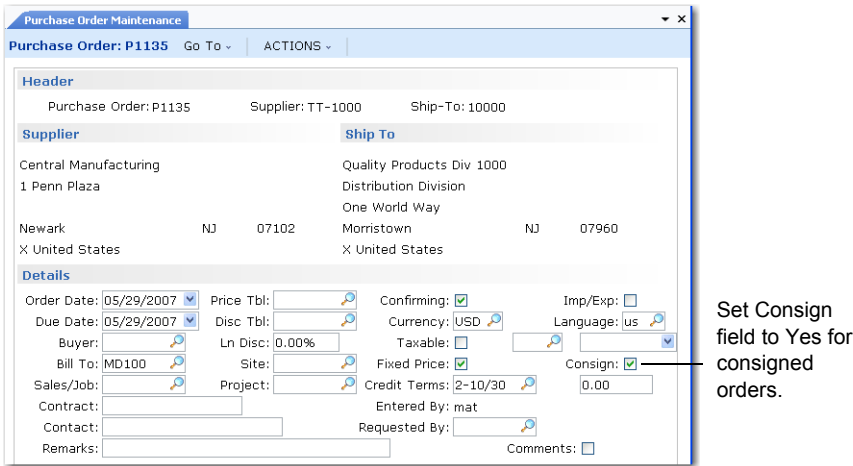 Purchase Order Maintenance
Purchase Order: P1135 Go To ACTIONS
Header
Purchase Order: P1135 Supplier: TT-1000 Ship-To: 10000
Supplier Ship To
Central Manufacturing Quality Products Div 1000
1 Penn Plaza Distribution Division
One World Way
Newark NJ 07102 Morristown NJ 07960
X United States X United States
Details
Order Date: 05/29/2007 Price Tbl: Confirming: Imp/Exp:
Due Date: 05/29/2007 Disc Tbl: Currency: USD Language: us
Buyer: Ln Disc: 0.00% Taxable:
Bill To: MD100 Site: Fixed Price: Consign:
Sales/Job: Project: Credit Terms: 2-10/30 0.00
Contract: Entered By: mat
Contact: Requested By:
Remarks: Comments:
Set Consign
field to Yes for
consigned
orders.